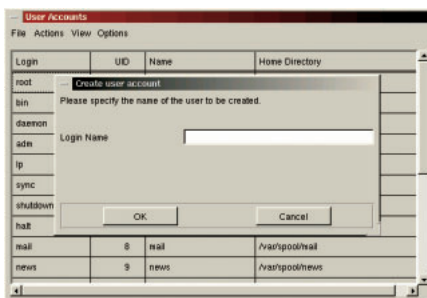 User Accounts
File Actions View Options
Login UID Name Home Directory
root
bin
daemon
adm
lp
sync
shutdown
halt
Create user account
Please specify the name of the user to be created.
Login Name
OK Cancel
mail 8 mail /var/spool/mail
news 9 news /var/spool/news